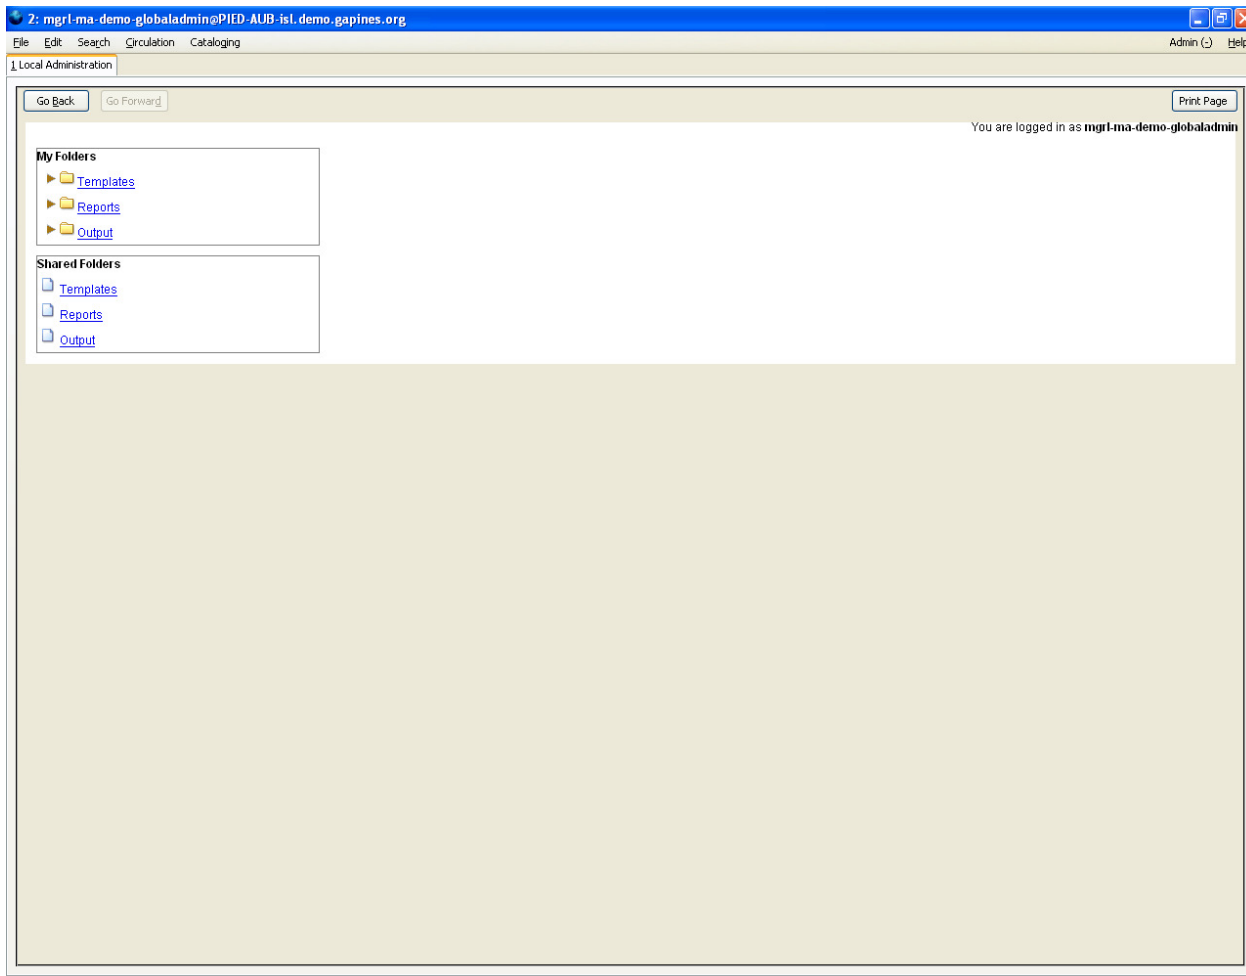 2: mgrl-ma-demo-globaladmin@PIED-AUB-isl.demo.gapines.org
File Edit Search Circulation Cataloging Admin (-) Help
1 Local Administration
Go Back Go Forward Print Page
You are logged in as mgrl-ma-demo-globaladmin
My Folders
Templates
Reports
Output
Shared Folders
Templates
Reports
Output